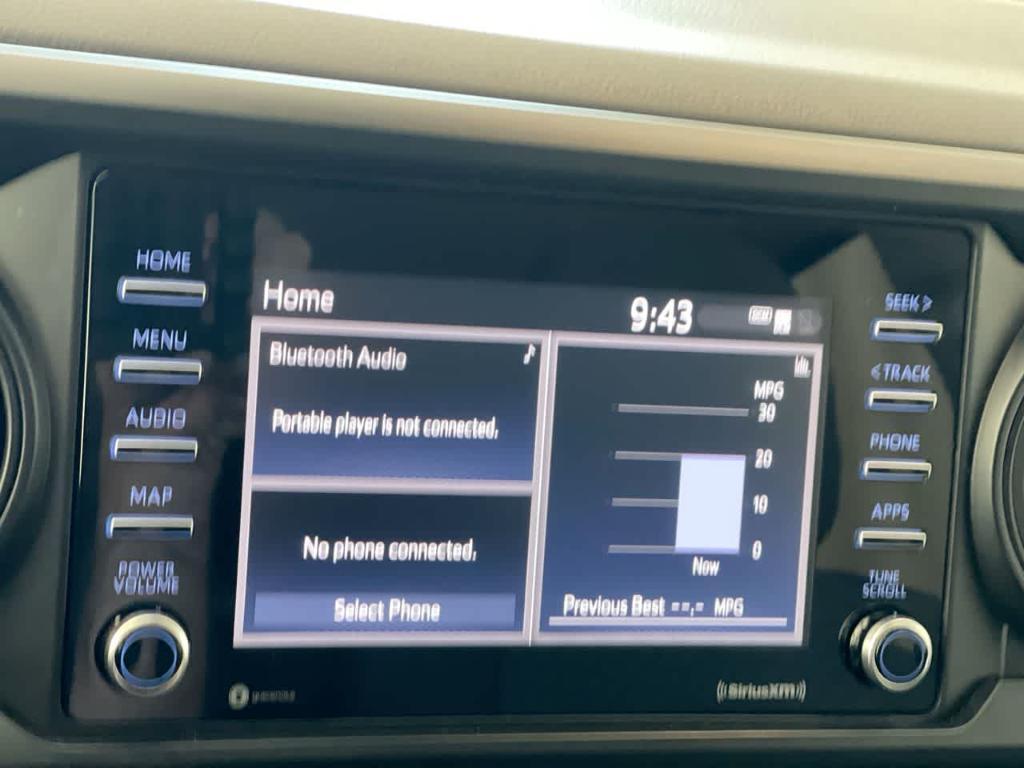 HOME
MENU
AUDIO
MAP
POWER
VOLUME
Home
9:43
DCM
Bluetooth Audio
Portable player is not connected.
No phone connected.
Select Phone
MPG
30
20
10
0
Now
Previous Best --.- MPG
SEEK >
< TRACK
PHONE
APPS
TUNE
SCROLL
SiriusXM